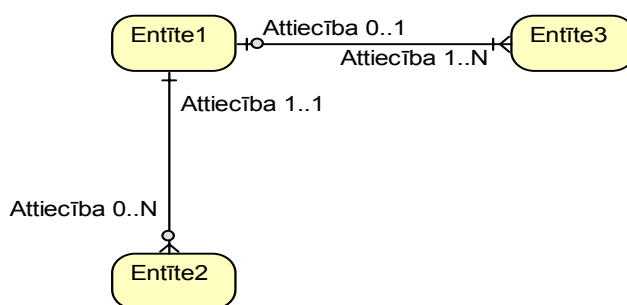 Entīte1
Attiecība 0..1
Entīte3
Attiecība 1..N
Attiecība 1..1
Attiecība 0..N
Entīte2